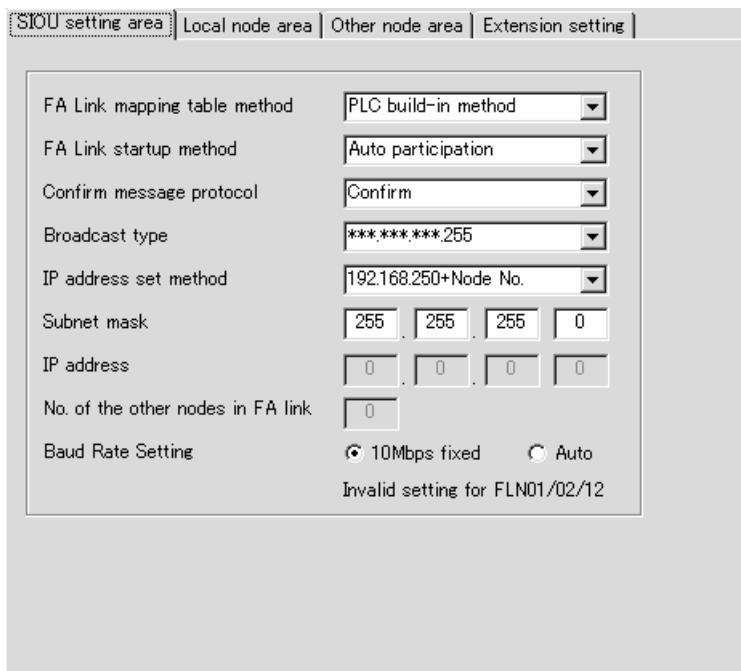 SIOU setting area Local node area Other node area Extension setting
FA Link mapping table method PLC build-in method
FA Link startup method Auto participation
Confirm message protocol Confirm
Broadcast type ***.***.***.255
IP address set method 192.168.250+Node No.
Subnet mask 255 . 255 . 255 0
IP address 0 . 0 . 0 0
No. of the other nodes in FA link 0
Baud Rate Setting 10Mbps fixed Auto
Invalid setting for FLN01/02/12